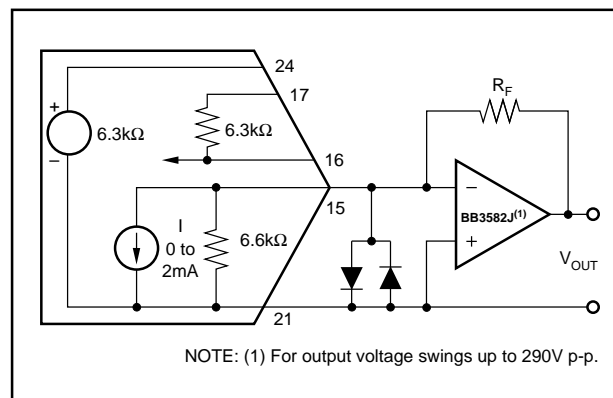 24
17
+
6.3kΩ
–
6.3kΩ
16
15
I
0 to
2mA
6.6kΩ
21
R_F
–
BB3582J(1)
+
V_OUT
NOTE: (1) For output voltage swings up to 290V p-p.